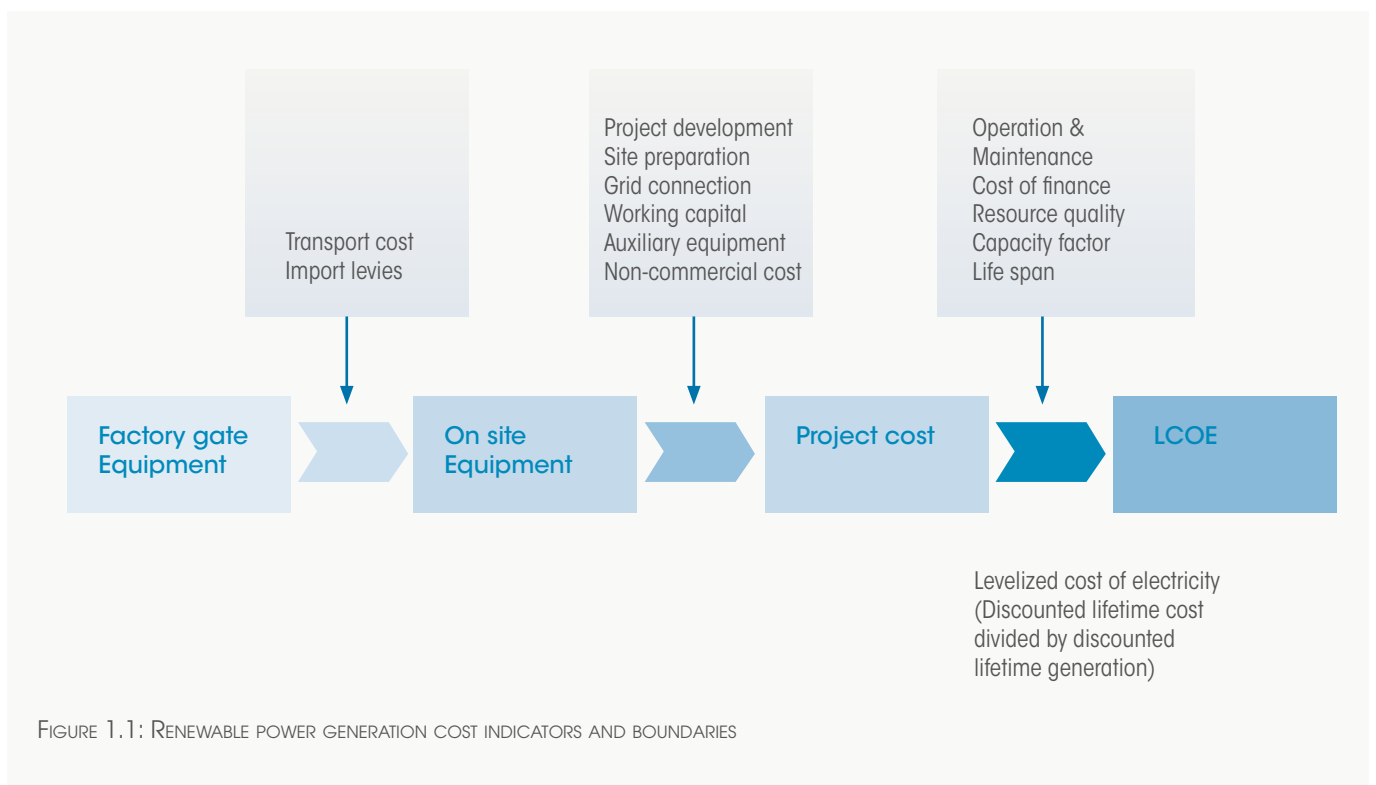 Transport cost
Import levies
Project development
Site preparation
Grid connection
Working capital
Auxiliary equipment
Non-commercial cost
Operation &
Maintenance
Cost of finance
Resource quality
Capacity factor
Life span
Factory gate
Equipment
On site
Equipment
Project cost
LCOE
Levelized cost of electricity
(Discounted lifetime cost
divided by discounted
lifetime generation)
Figure 1.1: Renewable power generation cost indicators and boundaries